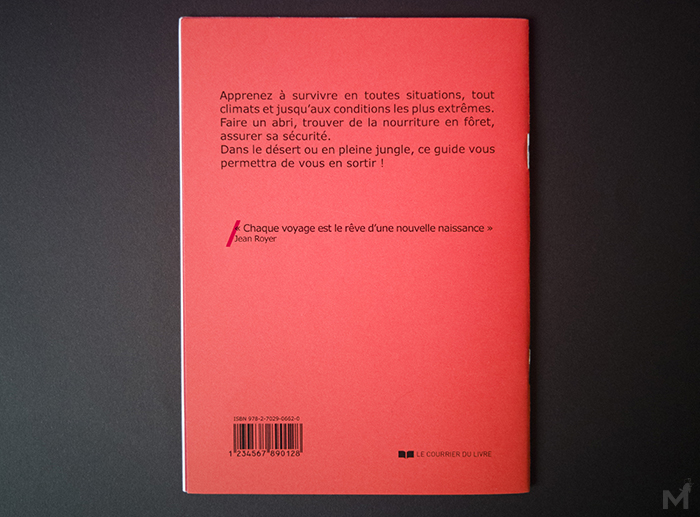 Apprenez à survivre en toutes situations, tout
climats et jusqu'aux conditions les plus extrêmes.
Faire un abri, trouver de la nourriture en fôret,
assurer sa sécurité.
Dans le désert ou en pleine jungle, ce guide vous
permettra de vous en sortir !
« Chaque voyage est le rêve d'une nouvelle naissance »
Jean Royer
ISBN 978-2-7029-0662-0
1 234567 890128
LE COURRIER DU LIVRE
M